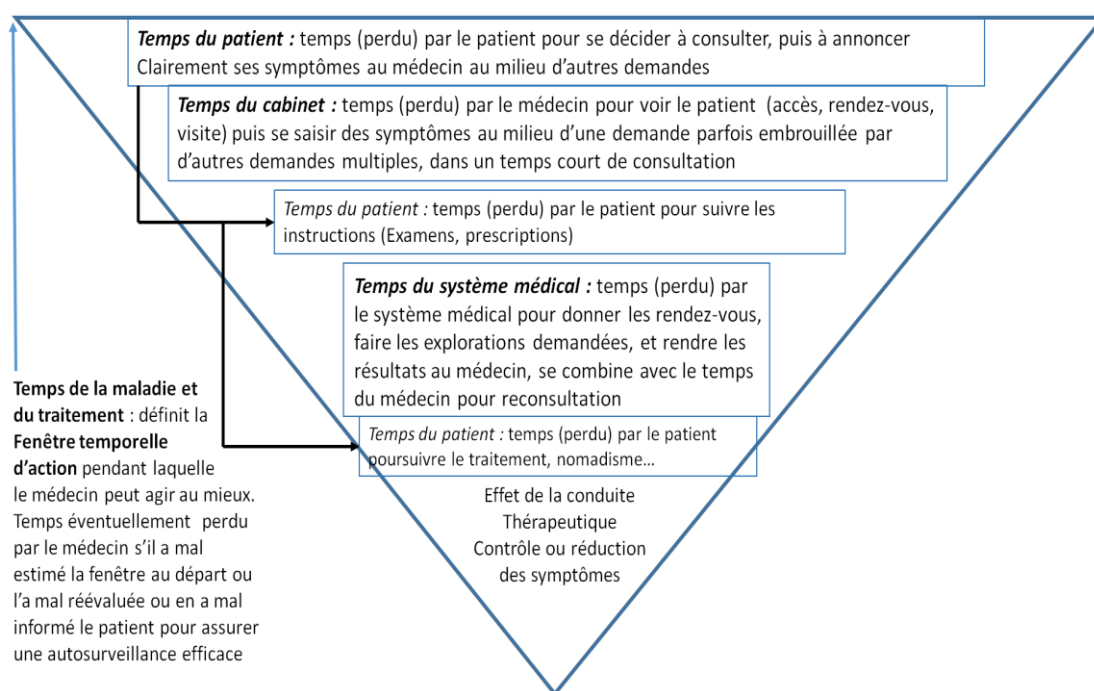 Temps du patient : temps (perdu) par le patient pour se décider à consulter, puis à annoncer
Clairement ses symptômes au médecin au milieu d'autres demandes
Temps du cabinet : temps (perdu) par le médecin pour voir le patient (accès, rendez-vous,
visite) puis se saisir des symptômes au milieu d'une demande parfois embrouillée par
d'autres demandes multiples, dans un temps court de consultation
Temps du patient : temps (perdu) par le patient pour suivre les
instructions (Examens, prescriptions)
Temps du système médical : temps (perdu) par
le système médical pour donner les rendez-vous,
faire les explorations demandées, et rendre les
résultats au médecin, se combine avec le temps
du médecin pour reconsultation
Temps du patient : temps (perdu) par le patient
poursuivre le traitement, nomadisme…
Effet de la conduite
Thérapeutique
Contrôle ou réduction
des symptômes
Temps de la maladie et
du traitement : définit la
Fenêtre temporelle
d'action pendant laquelle
le médecin peut agir au mieux.
Temps éventuellement perdu
par le médecin s'il a mal
estimé la fenêtre au départ ou
l'a mal réévaluée ou en a mal
informé le patient pour assurer
une autosurveillance efficace